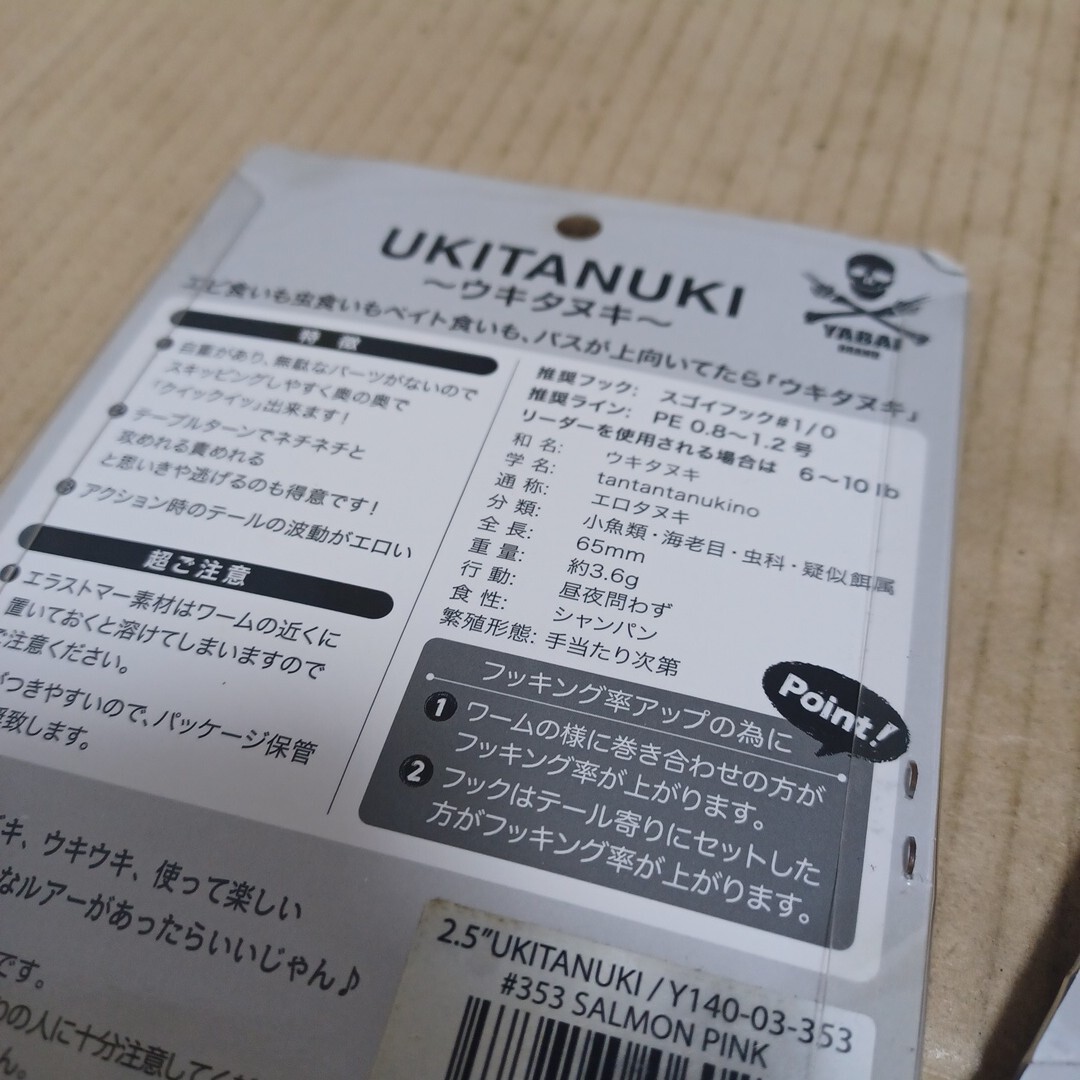 UKITANUKI
～ウキタヌキ～
YABAI
BRAND
エビ食いも虫食いもベイト食いも、バスが上向いてたら「ウキタヌキ」
特 徴
自重があり、無駄なパーツがないので
スキッピングしやすく奥の奥で
「クイックイッ」出来ます!
テーブルターンでネチネチと
攻めれる責めれる
と思いきや逃げるのも得意です!
アクション時のテールの波動がエロい
超ご注意
エラストマー素材はワームの近くに
置いておくと溶けてしまいますので
ご注意ください。
がつきやすいので、パッケージ保管
致します。
推奨フック: スゴイフック#1/0
推奨ライン: PE 0.8～1.2 号
リーダーを使用される場合は 6～10 lb
和 名: ウキタヌキ
学 名: tantantanukino
通 称: エロタヌキ
分 類: 小魚類・海老目・虫科・疑似餌属
全 長: 65mm
重 量: 約3.6g
行 動: 昼夜問わず
食 性: シャンパン
繁殖形態: 手当たり次第
Point!
フッキング率アップの為に
1 ワームの様に巻き合わせの方が
フッキング率が上がります。
2 フックはテール寄りにセットした
方がフッキング率が上がります。
キ、ウキウキ、使って楽しい
なルアーがあったらいいじゃん♪
です。
の人に十分注意してくだ
ん。
2.5”UKITANUKI / Y140-03-353
#353 SALMON PINK